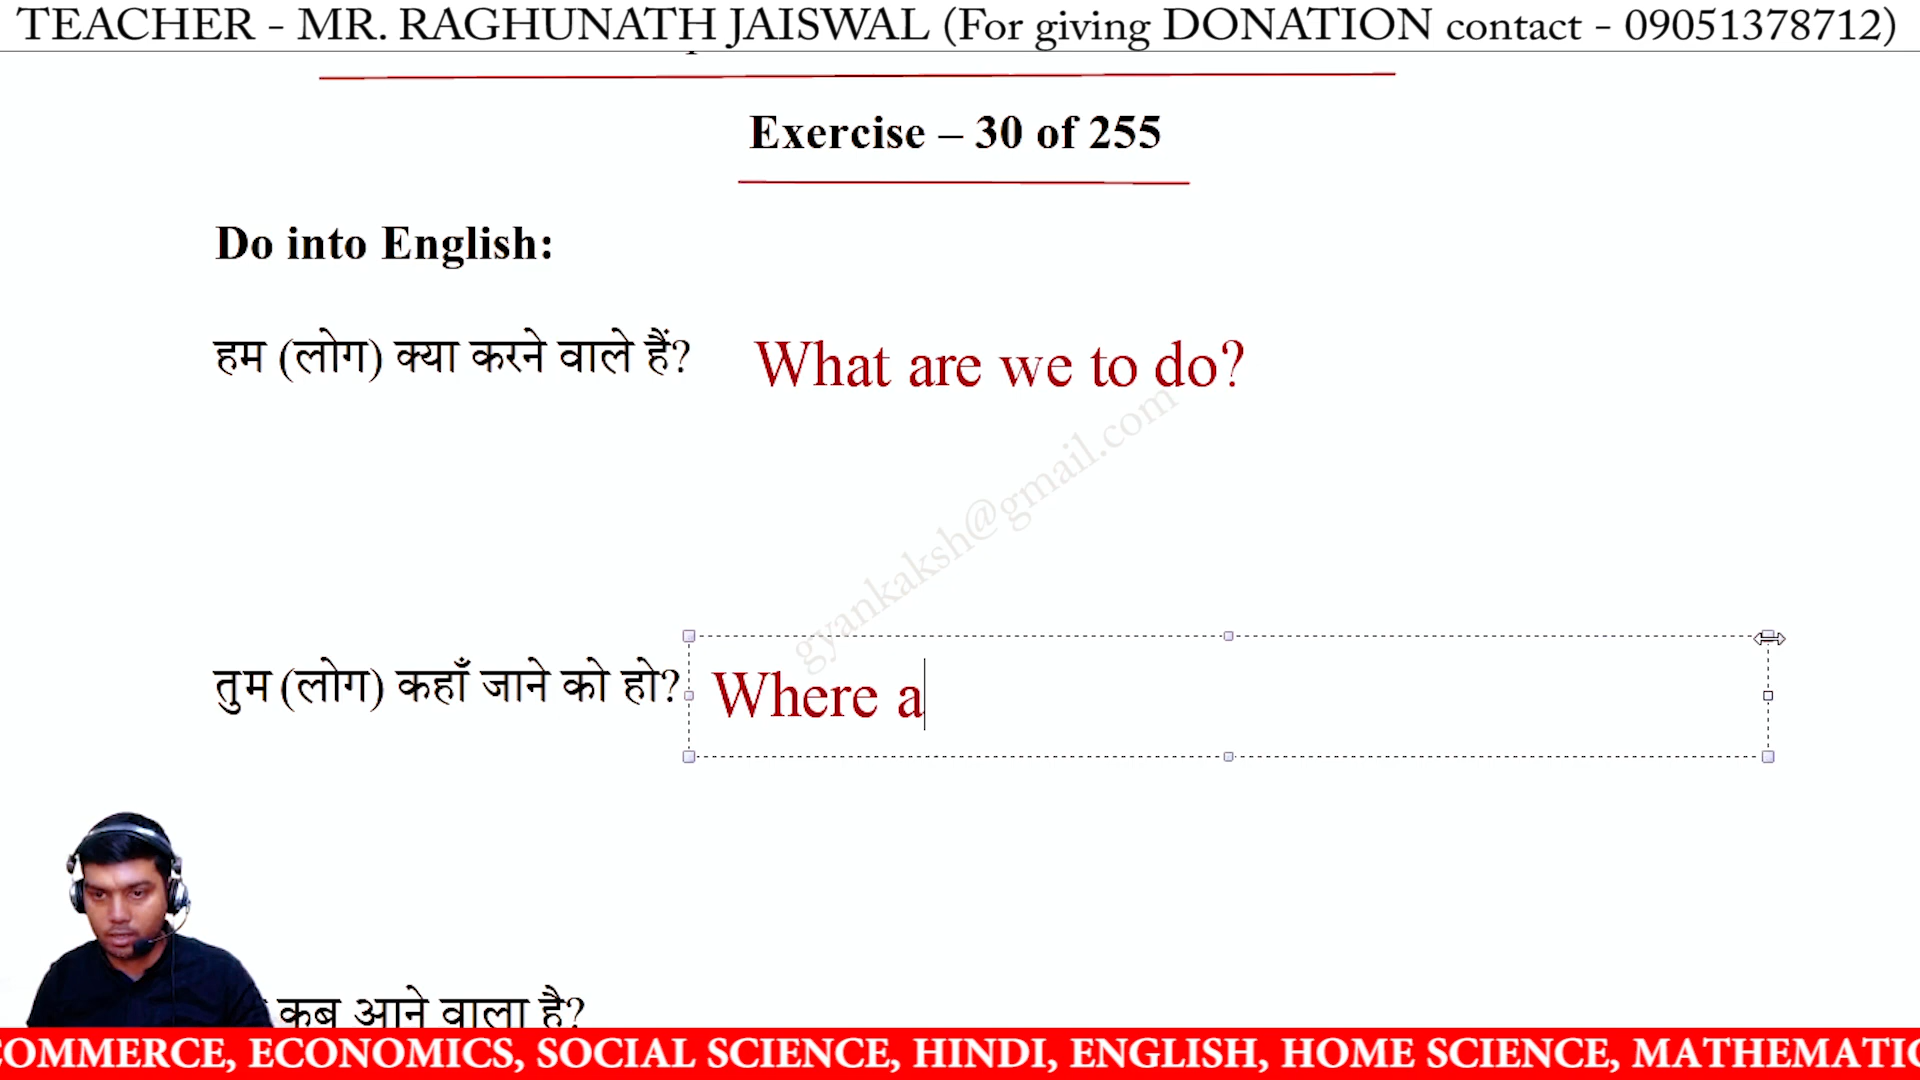 TEACHER - MR. RAGHUNATH JAISWAL (For giving DONATION contact - 09051378712)
Exercise – 30 of 255
Do into English:
हम (लोग) क्या करने वाले हैं? What are we to do?
gyankaksh@gmail.com
तुम (लोग) कहाँ जाने को हो? Where a
कब आने वाला है?
COMMERCE, ECONOMICS, SOCIAL SCIENCE, HINDI, ENGLISH, HOME SCIENCE, MATHEMATIC